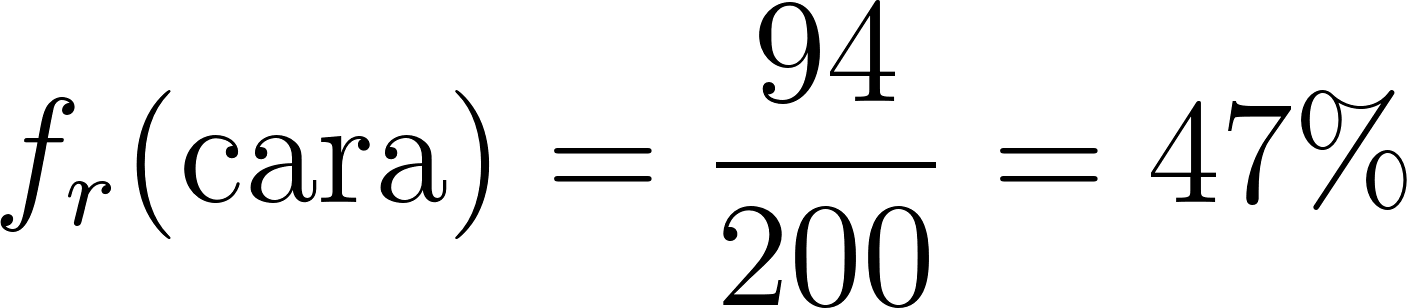 f_r(cara) = 94/200 = 47%